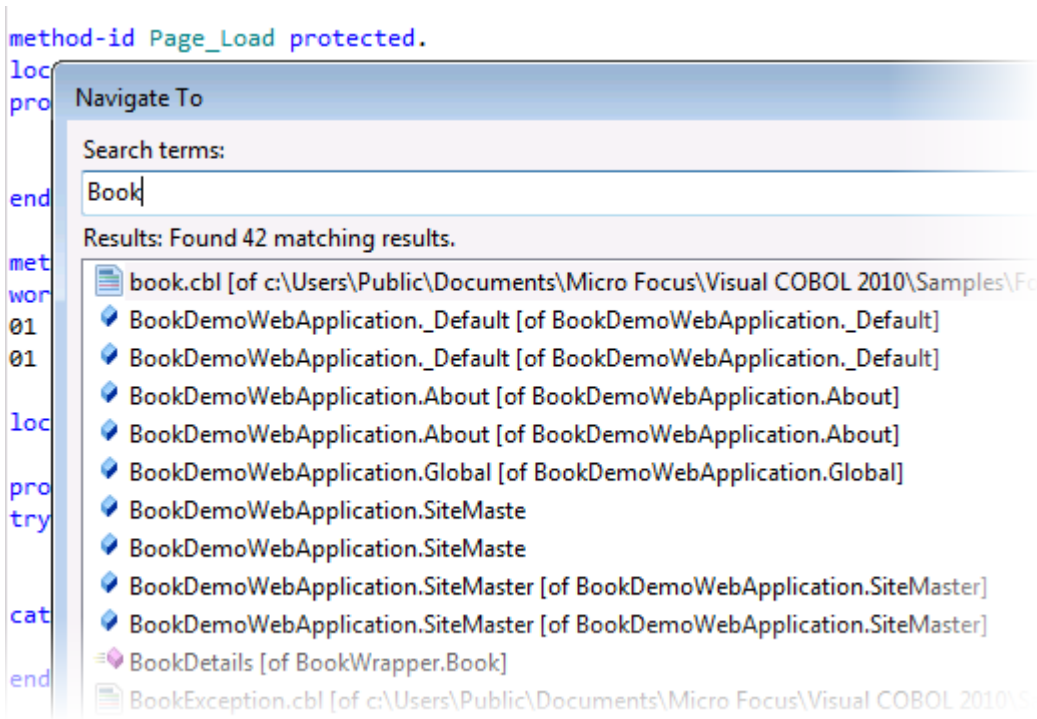 method-id Page_Load protected.
loc
pro
Navigate To
Search terms:
end
Book
Results: Found 42 matching results.
met
book.cbl [of c:\Users\Public\Documents\Micro Focus\Visual COBOL 2010\Samples\Fo
wor
01
BookDemoWebApplication._Default [of BookDemoWebApplication._Default]
01
BookDemoWebApplication._Default [of BookDemoWebApplication._Default]
BookDemoWebApplication.About [of BookDemoWebApplication.About]
loc
BookDemoWebApplication.About [of BookDemoWebApplication.About]
BookDemoWebApplication.Global [of BookDemoWebApplication.Global]
pro
BookDemoWebApplication.SiteMaste
try
BookDemoWebApplication.SiteMaste
BookDemoWebApplication.SiteMaster [of BookDemoWebApplication.SiteMaster]
cat
BookDemoWebApplication.SiteMaster [of BookDemoWebApplication.SiteMaster]
BookDetails [of BookWrapper.Book]
end
BookException.cbl [of c:\Users\Public\Documents\Micro Focus\Visual COBOL 2010\S